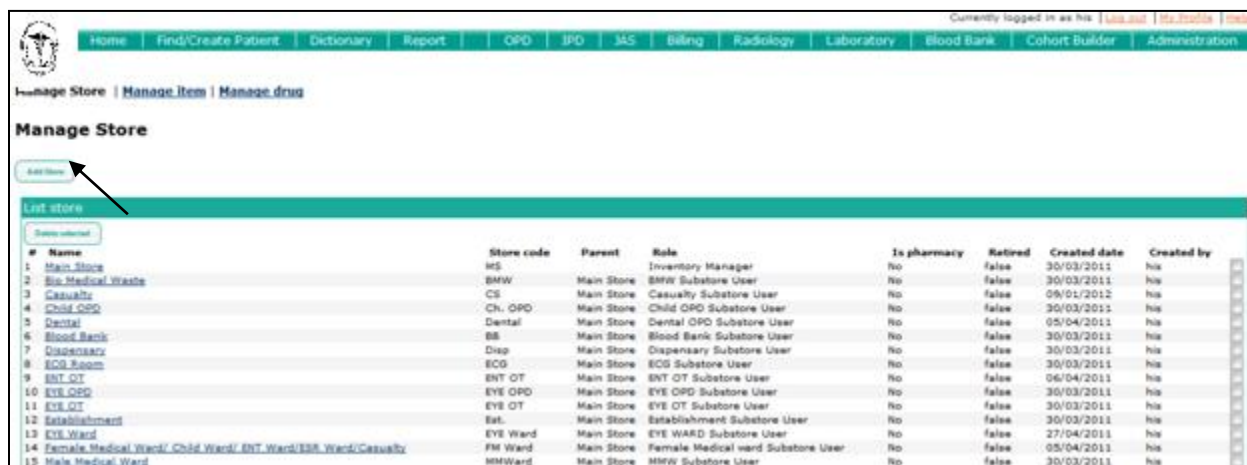 Currently logged in as his | Log out | My Profile | Help
Home | Find/Create Patient | Dictionary | Report | OPD | IPD | JAS | Billing | Radiology | Laboratory | Blood Bank | Cohort Builder | Administration
Manage Store | Manage item | Manage drug
Manage Store
Add Store
List store
Delete selected
# Name Store code Parent Role Is pharmacy Retired Created date Created by
1 Main Store MS Inventory Manager No false 30/03/2011 his
2 Bio Medical Waste BMW Main Store BMW Substore User No false 30/03/2011 his
3 Casualty CS Main Store Casualty Substore User No false 09/01/2012 his
4 Child OPD Ch. OPD Main Store Child OPD Substore User No false 30/03/2011 his
5 Dental Dental Main Store Dental OPD Substore User No false 05/04/2011 his
6 Blood Bank BB Main Store Blood Bank Substore User No false 30/03/2011 his
7 Dispensary Disp Main Store Dispensary Substore User No false 30/03/2011 his
8 ECG Room ECG Main Store ECG Substore User No false 30/03/2011 his
9 ENT OT ENT OT Main Store ENT OT Substore User No false 06/04/2011 his
10 EYE OPD EYE OPD Main Store EYE OPD Substore User No false 30/03/2011 his
11 EYE OT EYE OT Main Store EYE OT Substore User No false 30/03/2011 his
12 Establishment Est. Main Store Establishment Substore User No false 30/03/2011 his
13 EYE Ward EYE Ward Main Store EYE WARD Substore User No false 27/04/2011 his
14 Female Medical Ward/ Child Ward/ ENT Ward/ESR Ward/Casualty FM Ward Main Store Female Medical ward Substore User No false 05/04/2011 his
15 Male Medical Ward MMWard Main Store MMW Substore User No false 30/03/2011 his